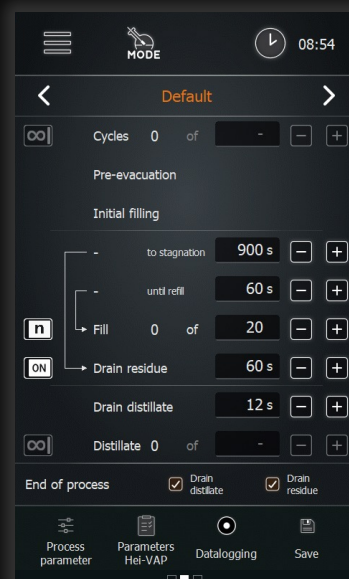 MODE
08:54
Default
Cycles 0 of -
Pre-evacuation
Initial filling
- to stagnation 900 s
- until refill 60 s
n Fill 0 of 20
ON Drain residue 60 s
Drain distillate 12 s
Distillate 0 of -
End of process
Drain distillate
Drain residue
Process parameter
Parameters Hei-VAP
Datalogging
Save